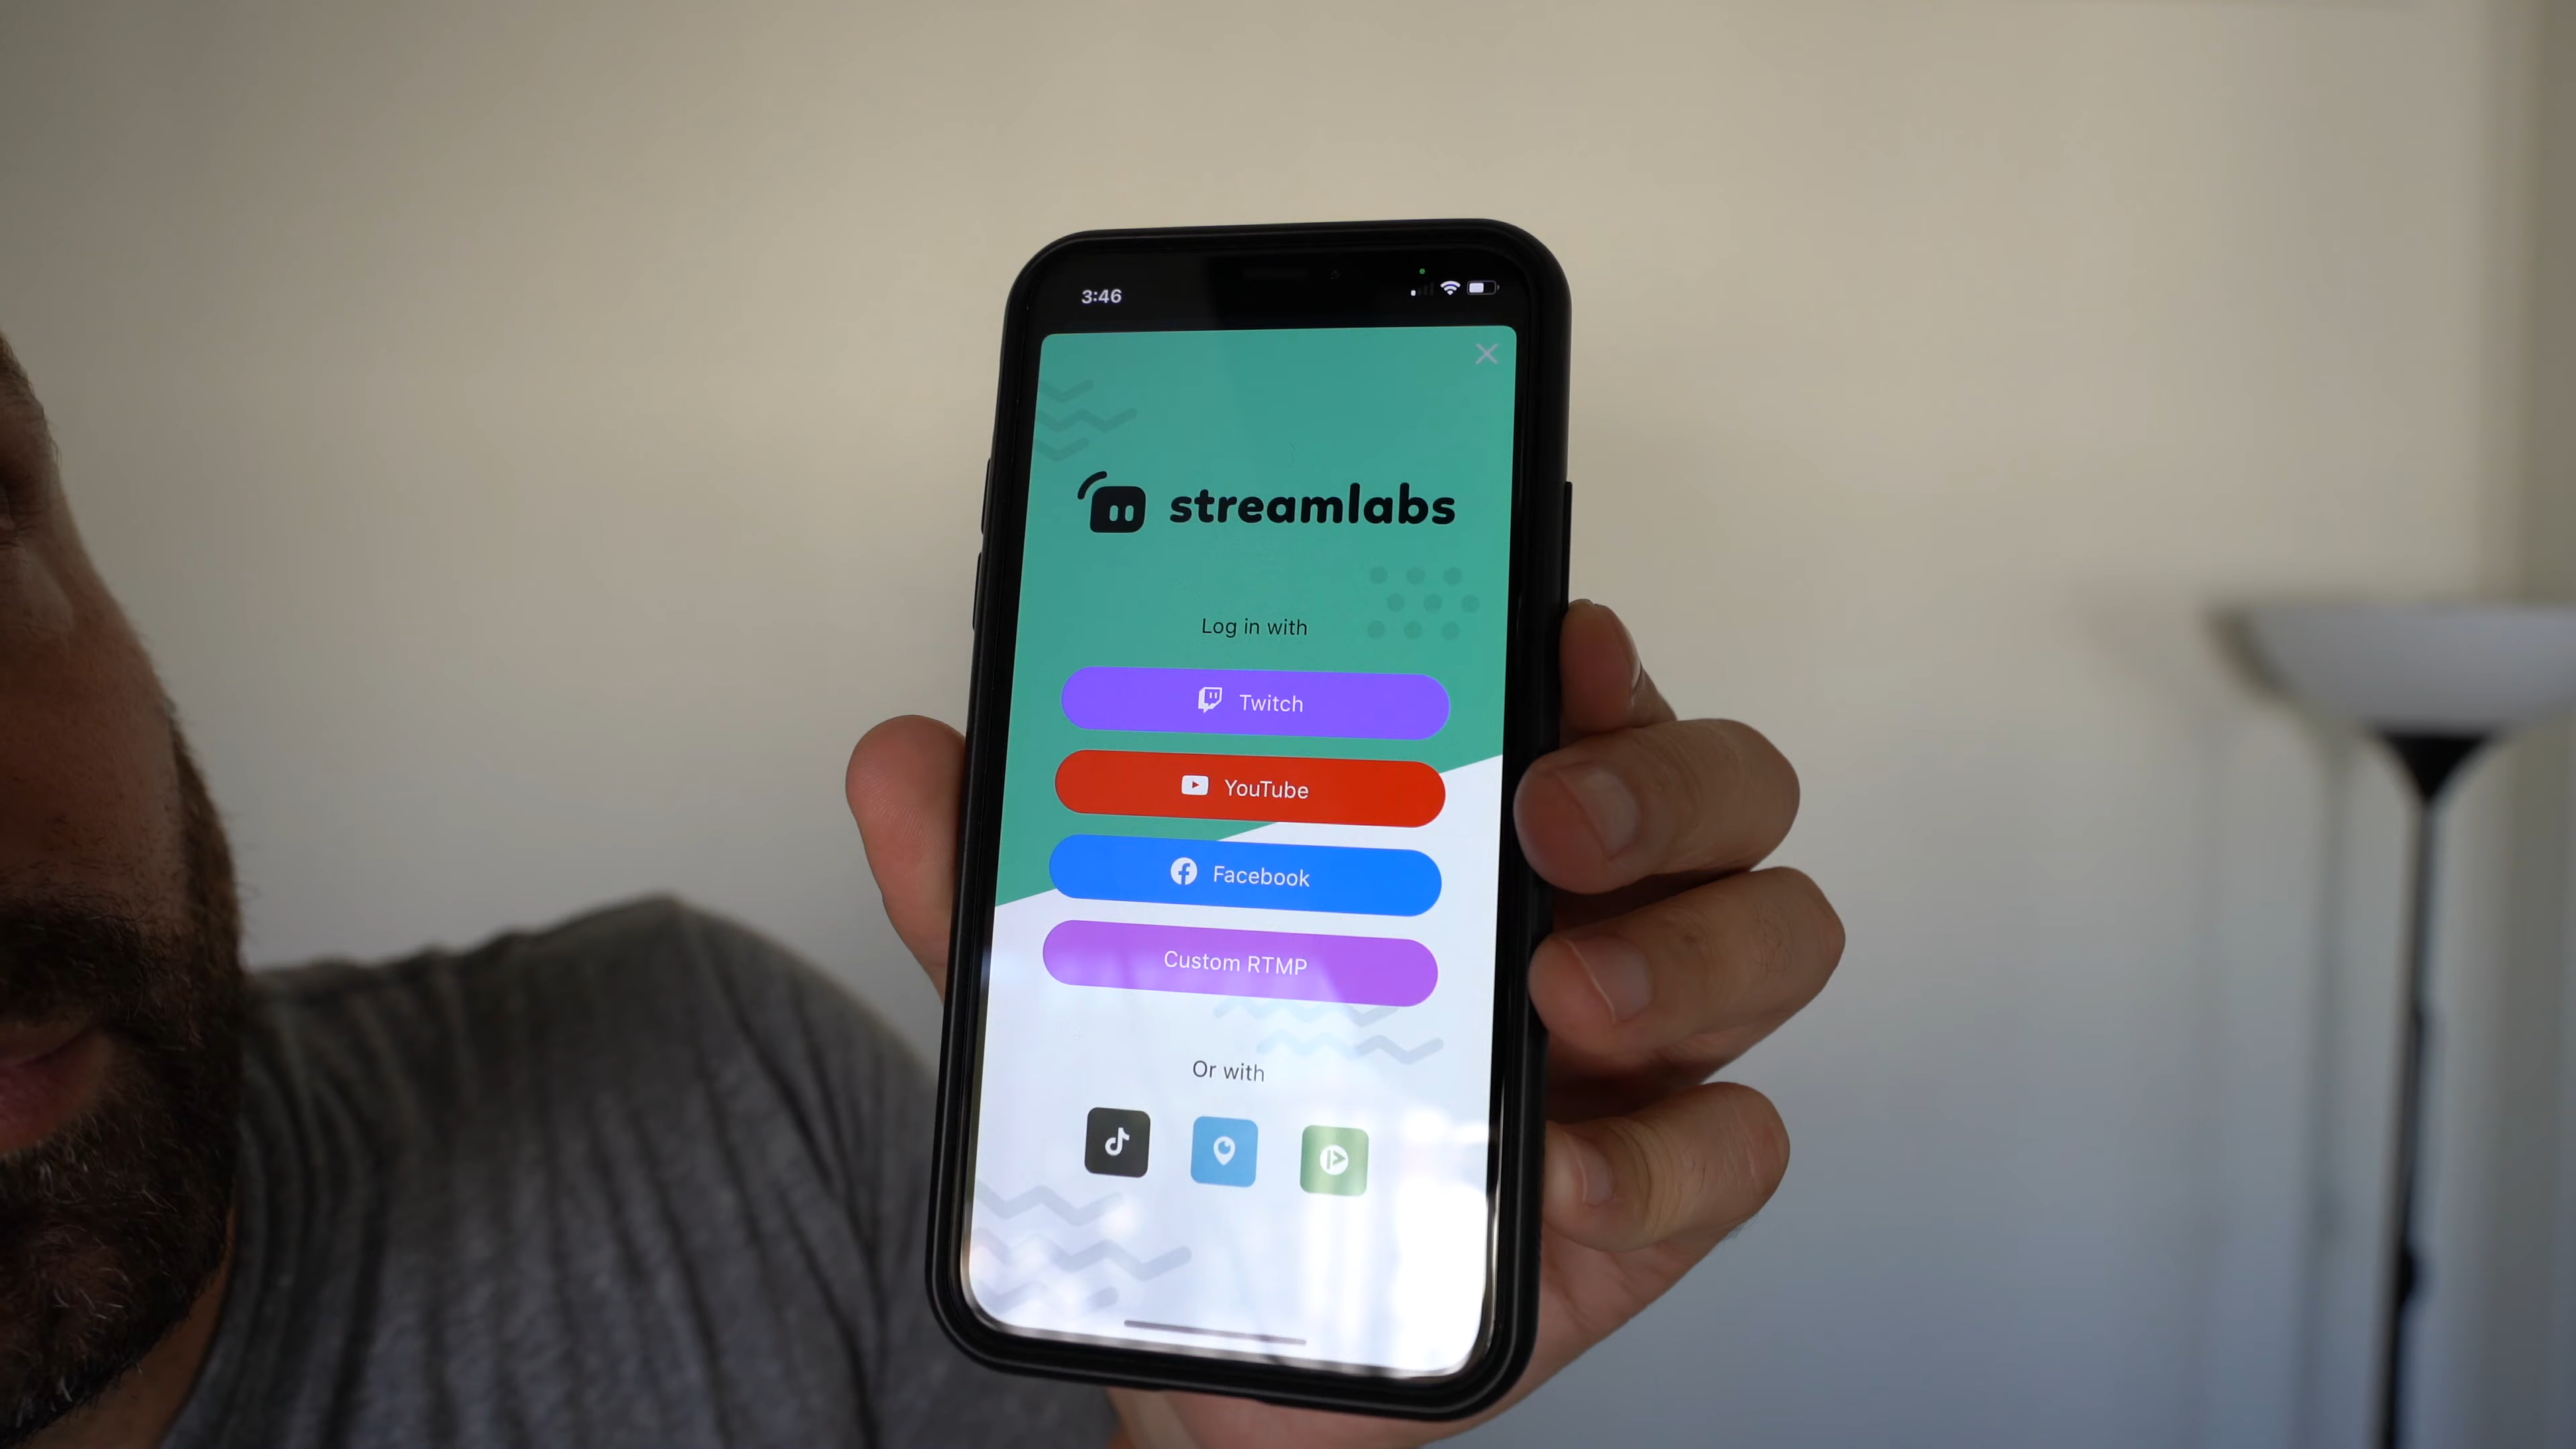 3:46
streamlabs
Log in with
Twitch
YouTube
Facebook
Custom RTMP
Or with